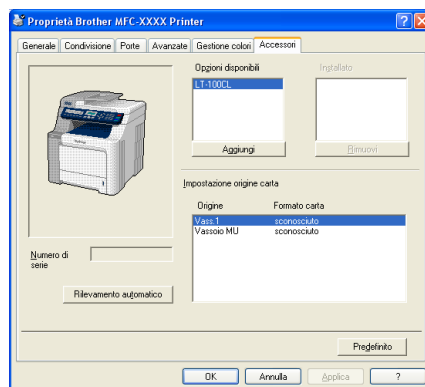 Proprietà Brother MFC-XXXX Printer
Generale Condivisione Porte Avanzate Gestione colori Accessori
Opzioni disponibili Installato
LT-100CL
Aggiungi Rimuovi
Impostazione origine carta
Origine Formato carta
Vass.1 sconosciuto
Vassoio MU sconosciuto
Numero di
serie
Rilevamento automatico
Predefinito
OK Annulla Applica ?